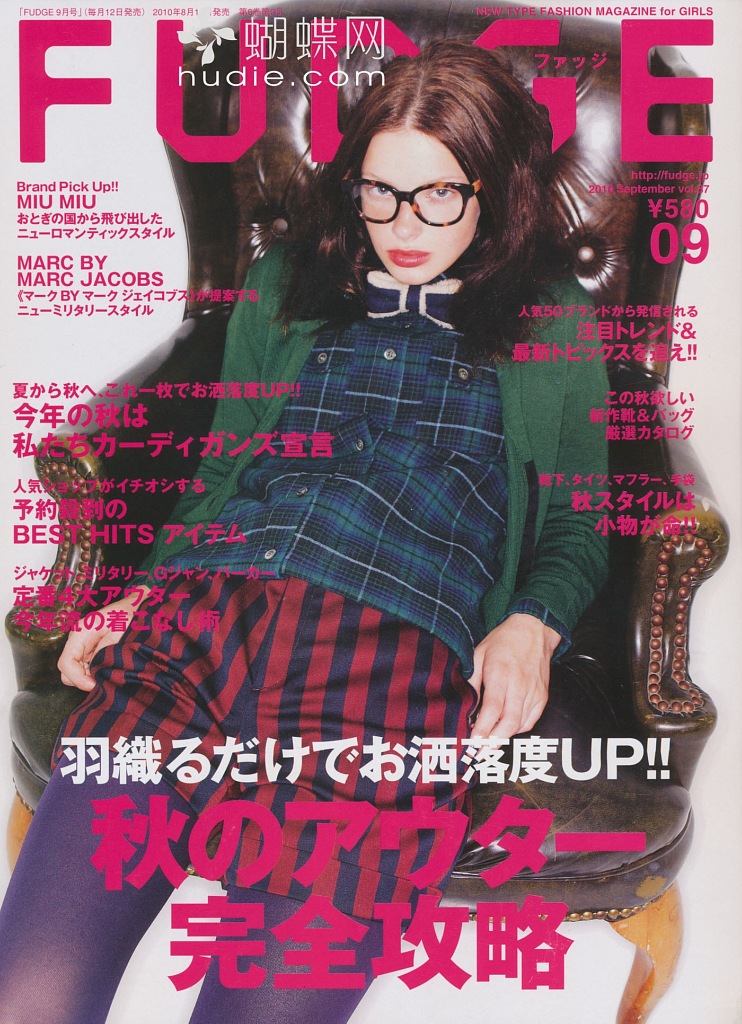 「FUDGE 9月号」(毎月12日発売) 2010年8月1
発売
NEW TYPE FASHION MAGAZINE for GIRLS
FUDGE
ファッジ
蝴蝶网
hudie.com
http://fudge.jp
2010 September
¥580
09
Brand Pick Up!!
MIU MIU
おとぎの国から飛び出した
ニューロマンティックスタイル
MARC BY
MARC JACOBS
《マーク BY マーク ジェイコブス》が提案する
ニューミリタリースタイル
人気50ブランドから発信される
注目トレンド&
最新トピックスを追え!!
夏から秋へ、これ一枚でお洒落度UP!!
今年の秋は
私たちカーディガンズ宣言
この秋欲しい
新作靴&バッグ
厳選カタログ
人気ショップがイチオシする
予約殺到の
BEST HITS アイテム
靴下、タイツ、マフラー、手袋
秋スタイルは
小物が命!!
ジャケット、ミリタリー、Gジャン、パーカー
定番4大アウター
今年流の着こなし術
羽織るだけでお洒落度UP!!
秋のアウター
完全攻略